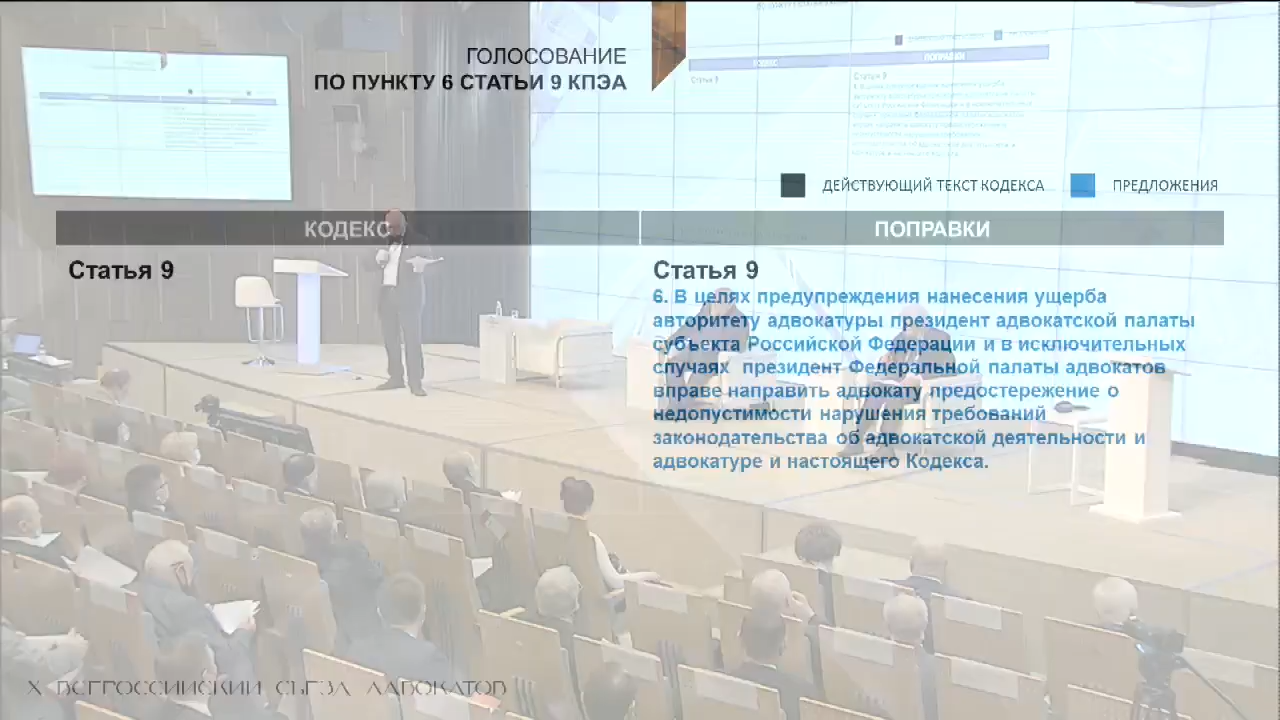 ГОЛОСОВАНИЕ
ПО ПУНКТУ 6 СТАТЬИ 9 КПЭА
ДЕЙСТВУЮЩИЙ ТЕКСТ КОДЕКСА
ПРЕДЛОЖЕНИЯ
КОДЕКС
ПОПРАВКИ
Статья 9
Статья 9
6. В целях предупреждения нанесения ущерба
авторитету адвокатуры президент адвокатской палаты
субъекта Российской Федерации и в исключительных
случаях президент Федеральной палаты адвокатов
вправе направить адвокату предостережение о
недопустимости нарушения требований
законодательства об адвокатской деятельности и
адвокатуре и настоящего Кодекса.
X ВСЕРОССИЙСКИЙ СЪЕЗД АДВОКАТОВ